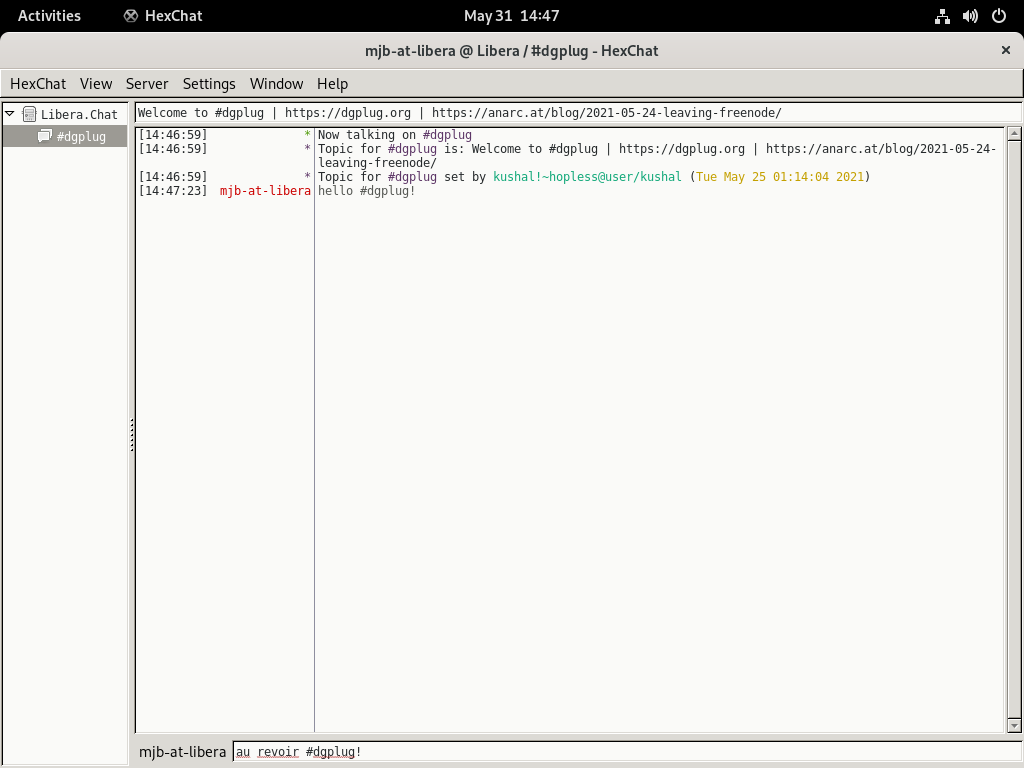 Activities HexChat May 31 14:47
mjb-at-libera @ Libera / #dgplug - HexChat ×
HexChat View Server Settings Window Help
Libera.Chat
#dgplug
Welcome to #dgplug | https://dgplug.org | https://anarc.at/blog/2021-05-24-leaving-freenode/
[14:46:59] * Now talking on #dgplug
[14:46:59] * Topic for #dgplug is: Welcome to #dgplug | https://dgplug.org | https://anarc.at/blog/2021-05-24-
leaving-freenode/
[14:46:59] * Topic for #dgplug set by kushal!~hopless@user/kushal (Tue May 25 01:14:04 2021)
[14:47:23] mjb-at-libera hello #dgplug!
mjb-at-libera au revoir #dgplug!